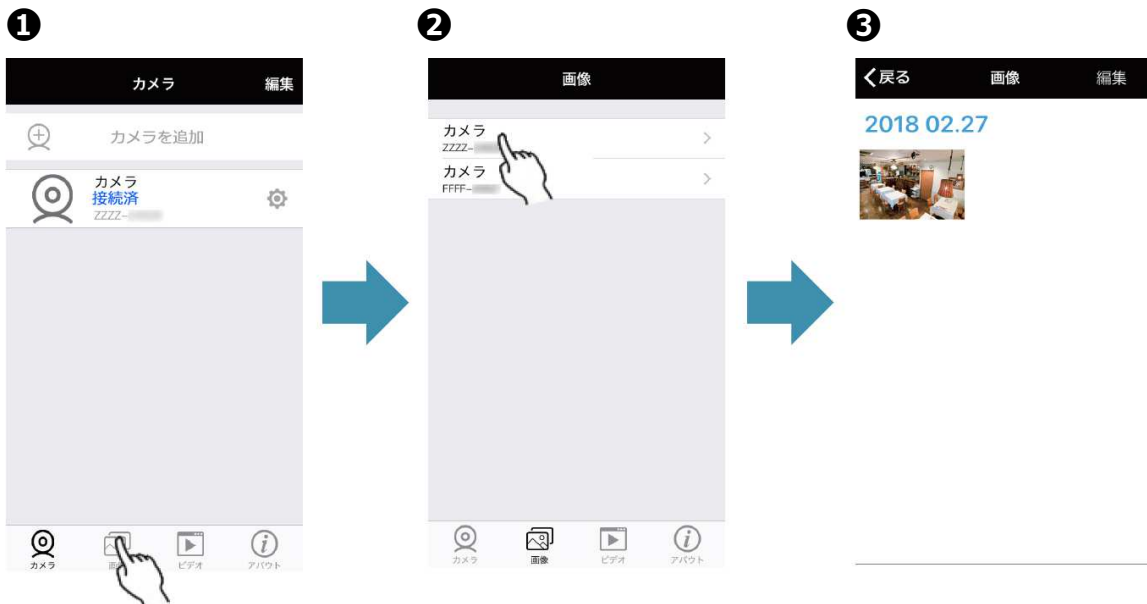 ❶
カメラ
編集
カメラを追加
カメラ
接続済
ZZZZ-
カメラ
ビデオ
アバウト
❷
画像
カメラ
ZZZZ-
カメラ
FFFF-
カメラ
画像
ビデオ
アバウト
❸
戻る
画像
編集
2018 02.27